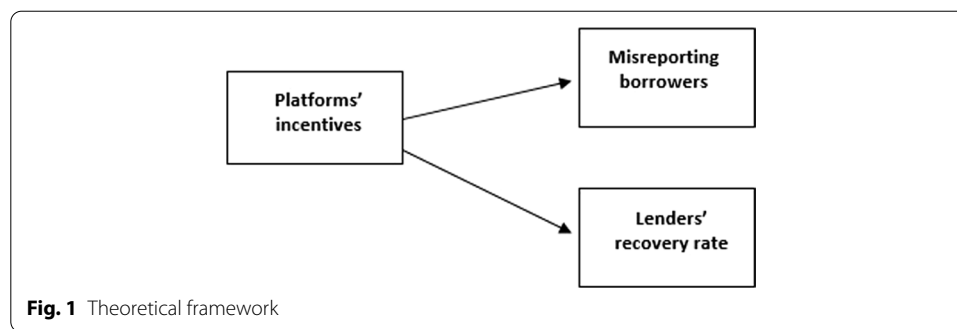 Platforms'
incentives
Misreporting
borrowers
Lenders'
recovery rate
Fig. 1 Theoretical framework